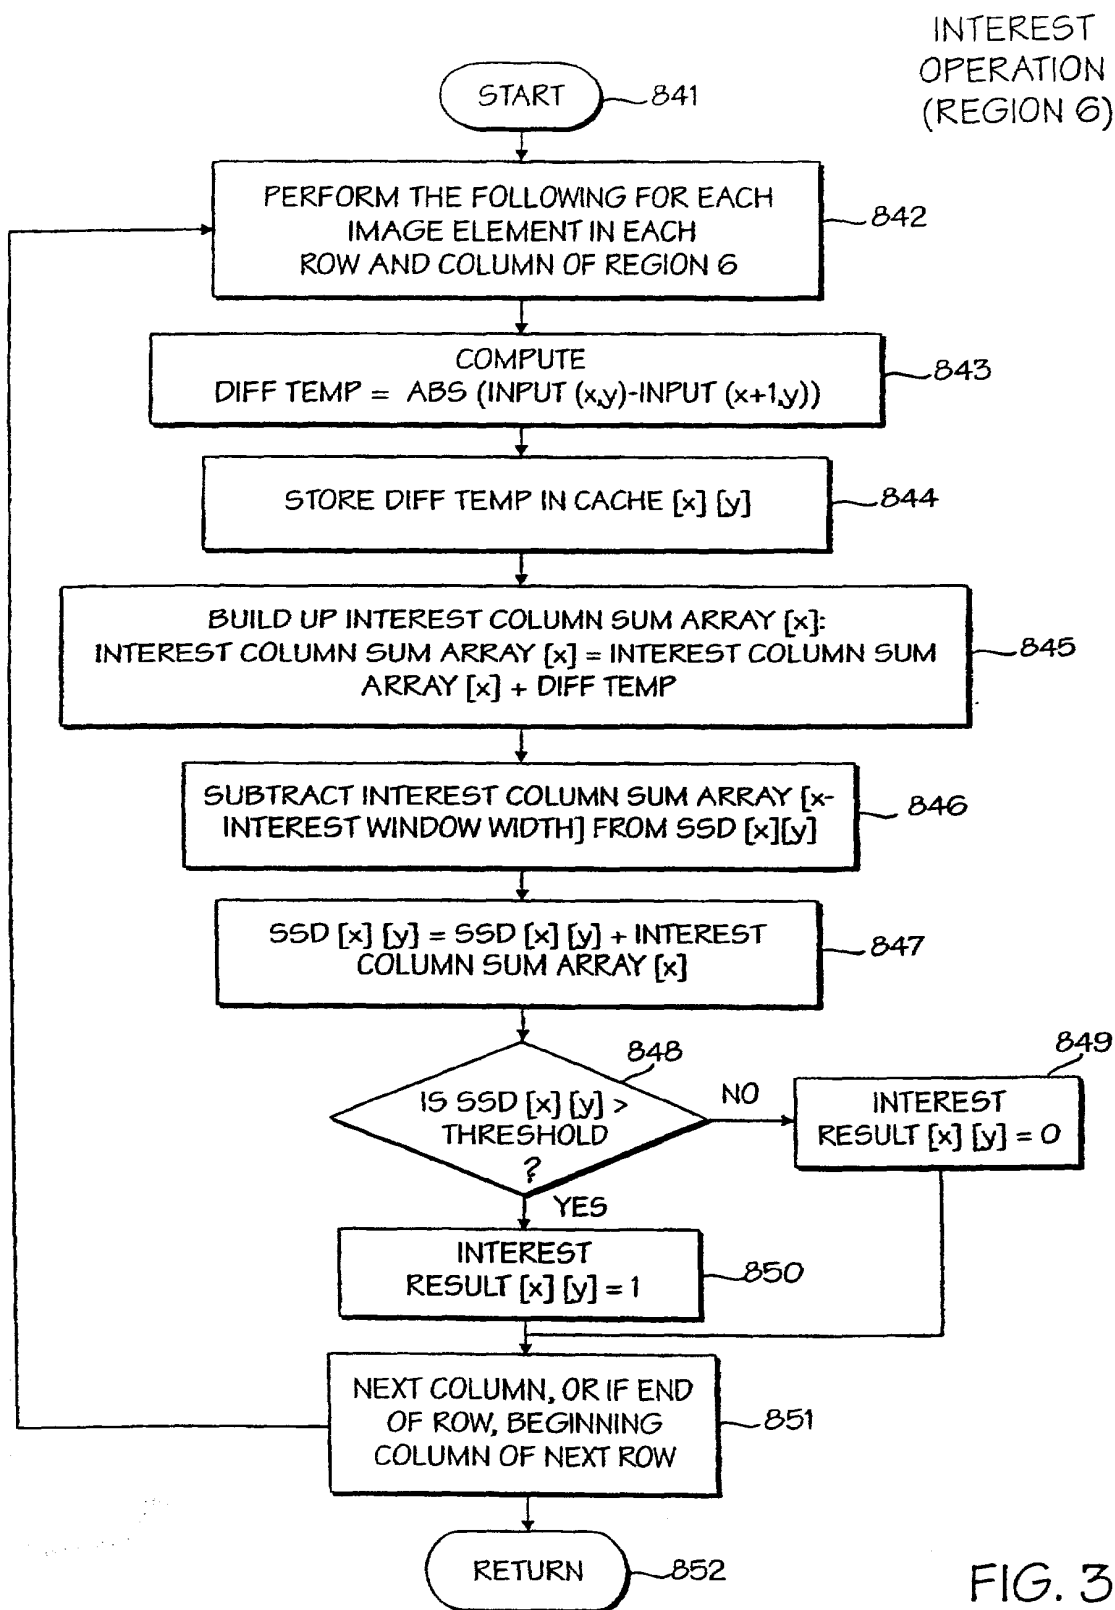 INTEREST
OPERATION
(REGION 6)
START
841
PERFORM THE FOLLOWING FOR EACH
IMAGE ELEMENT IN EACH
ROW AND COLUMN OF REGION 6
842
COMPUTE
DIFF TEMP = ABS (INPUT (x,y)-INPUT (x+1,y))
843
STORE DIFF TEMP IN CACHE [x] [y]
844
BUILD UP INTEREST COLUMN SUM ARRAY [x]:
INTEREST COLUMN SUM ARRAY [x] = INTEREST COLUMN SUM
ARRAY [x] + DIFF TEMP
845
SUBTRACT INTEREST COLUMN SUM ARRAY [x-
INTEREST WINDOW WIDTH] FROM SSD [x][y]
846
SSD [x] [y] = SSD [x] [y] + INTEREST
COLUMN SUM ARRAY [x]
847
848
IS SSD [x] [y] >
THRESHOLD
?
NO
849
INTEREST
RESULT [x] [y] = 0
YES
INTEREST
RESULT [x] [y] = 1
850
NEXT COLUMN, OR IF END
OF ROW, BEGINNING
COLUMN OF NEXT ROW
851
RETURN
852
FIG. 3